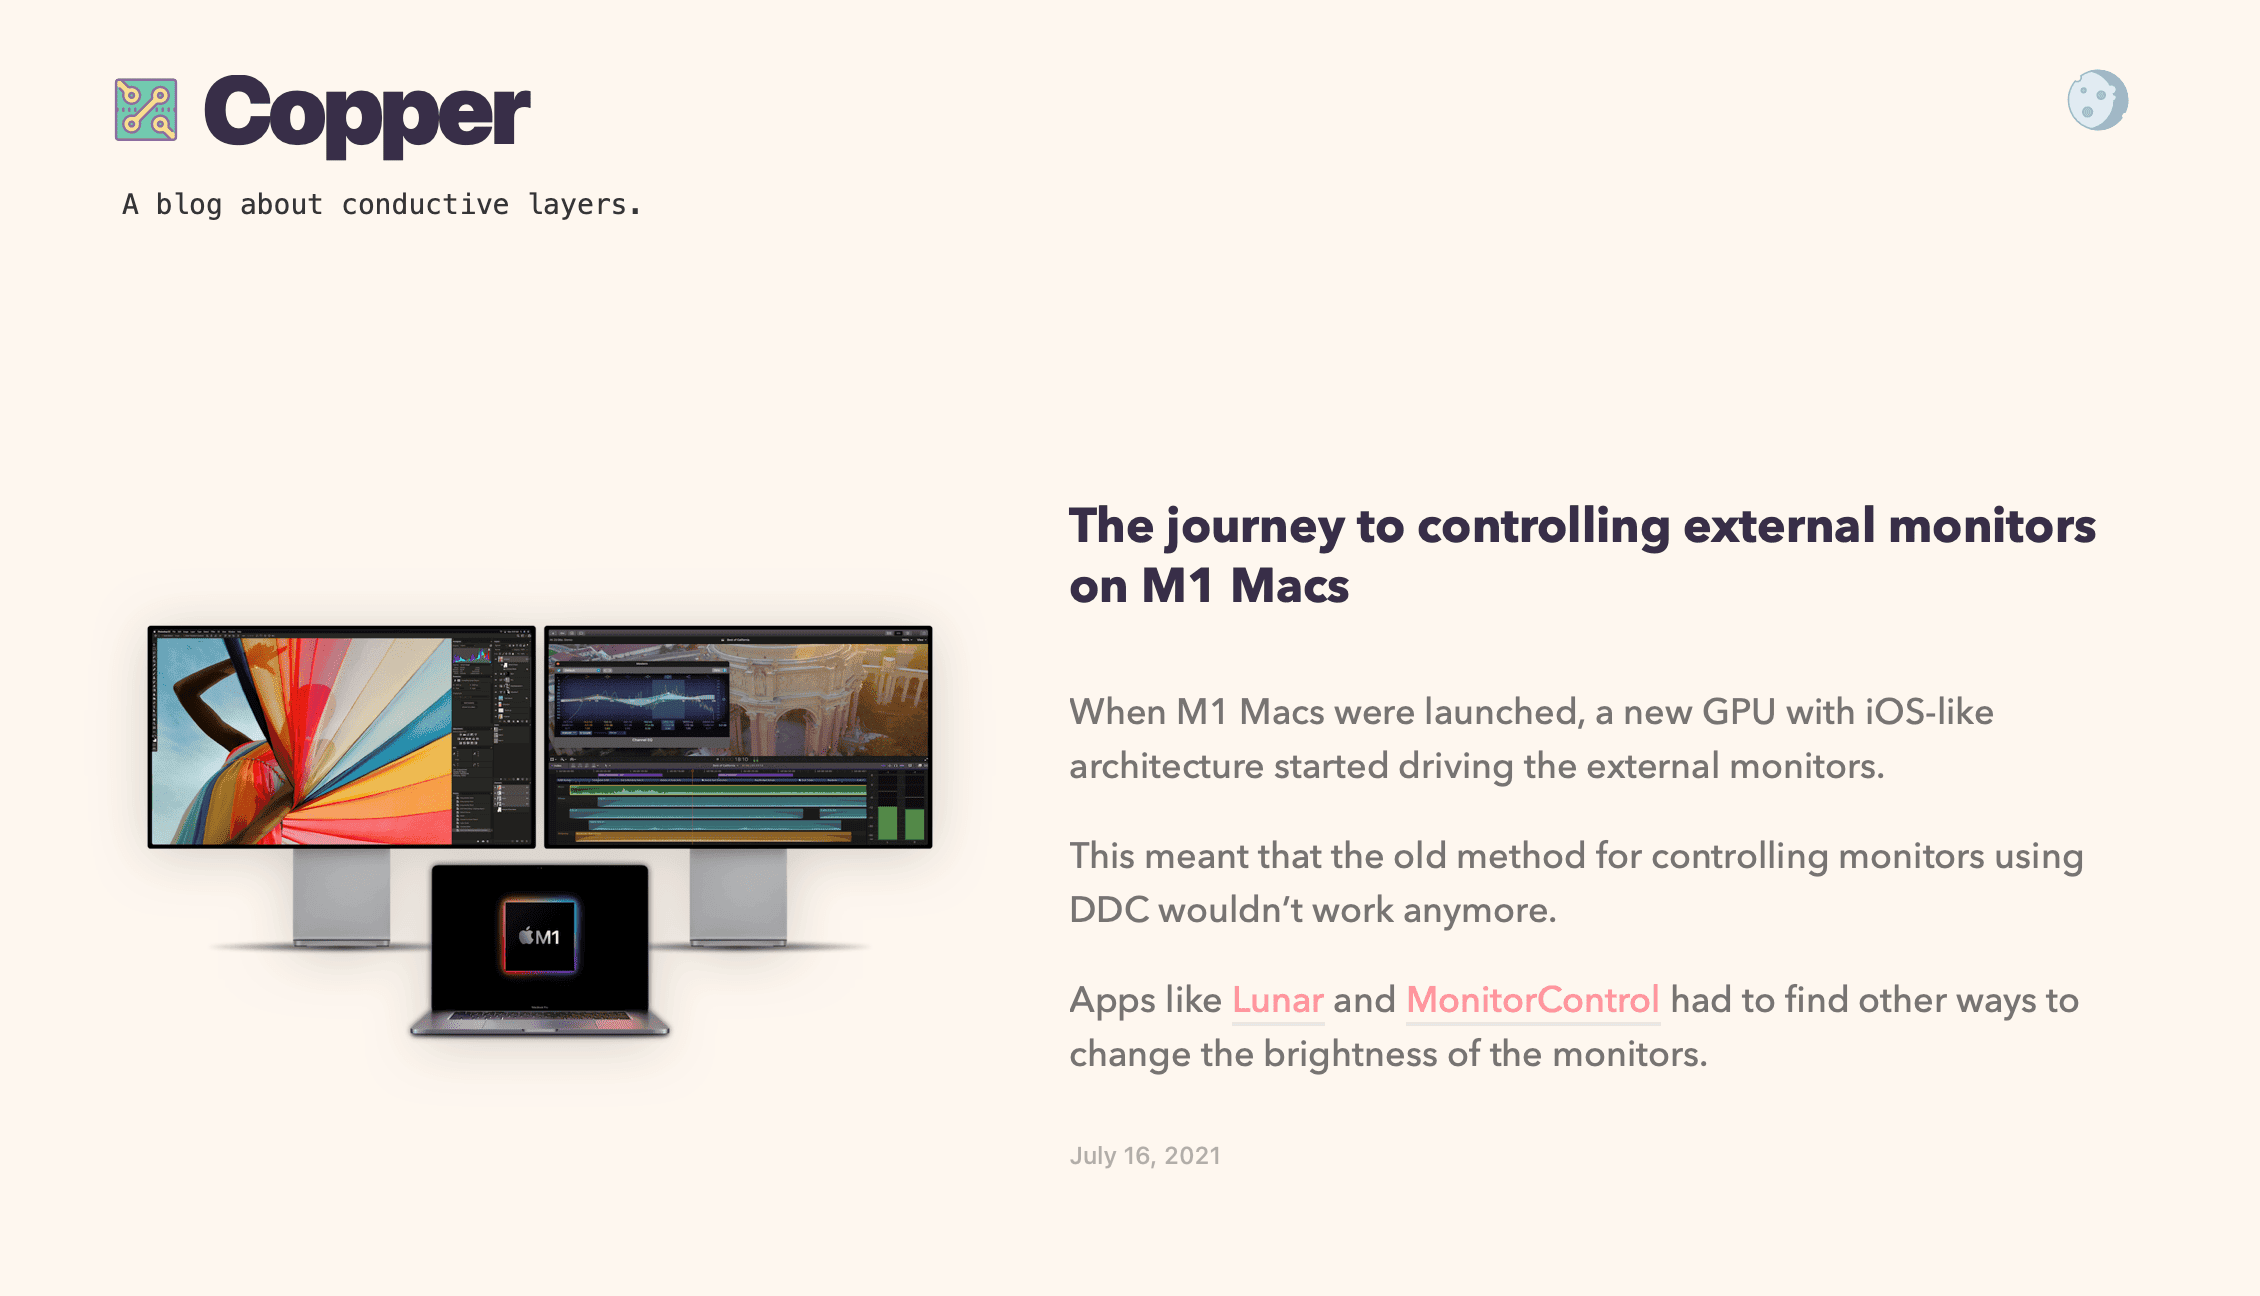 Copper
A blog about conductive layers.
The journey to controlling external monitors
on M1 Macs
When M1 Macs were launched, a new GPU with iOS-like
architecture started driving the external monitors.
This meant that the old method for controlling monitors using
DDC wouldn’t work anymore.
Apps like Lunar and MonitorControl had to find other ways to
change the brightness of the monitors.
July 16, 2021
M1